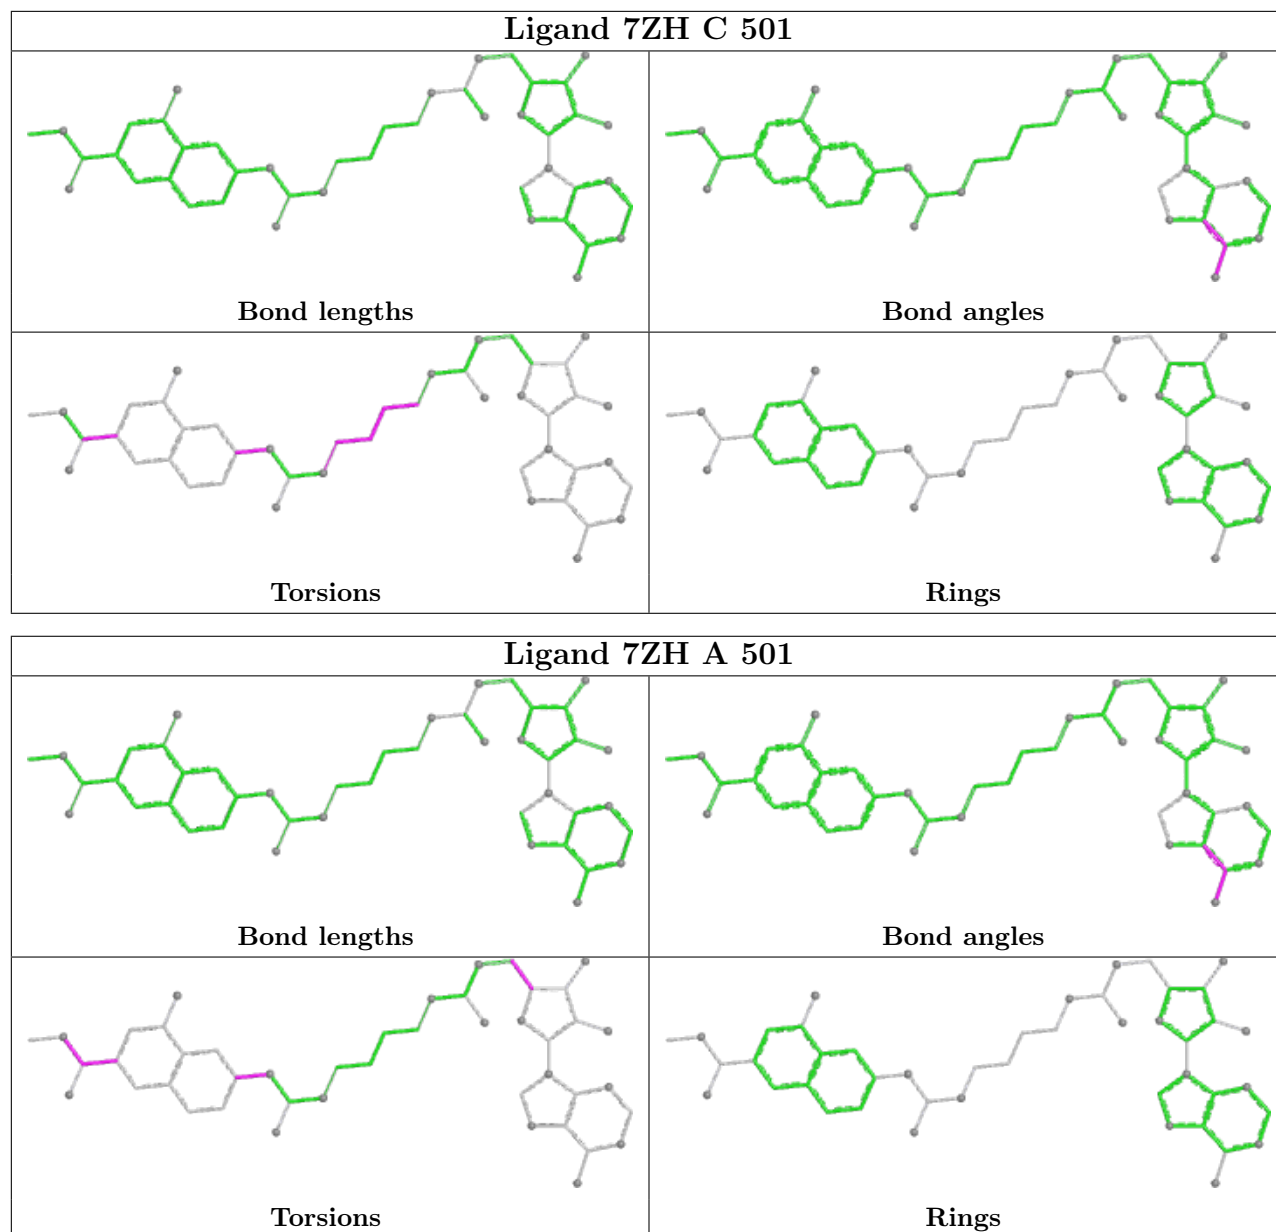 Ligand 7ZH C 501
Bond lengths
Bond angles
Torsions
Rings
Ligand 7ZH A 501
Bond lengths
Bond angles
Torsions
Rings